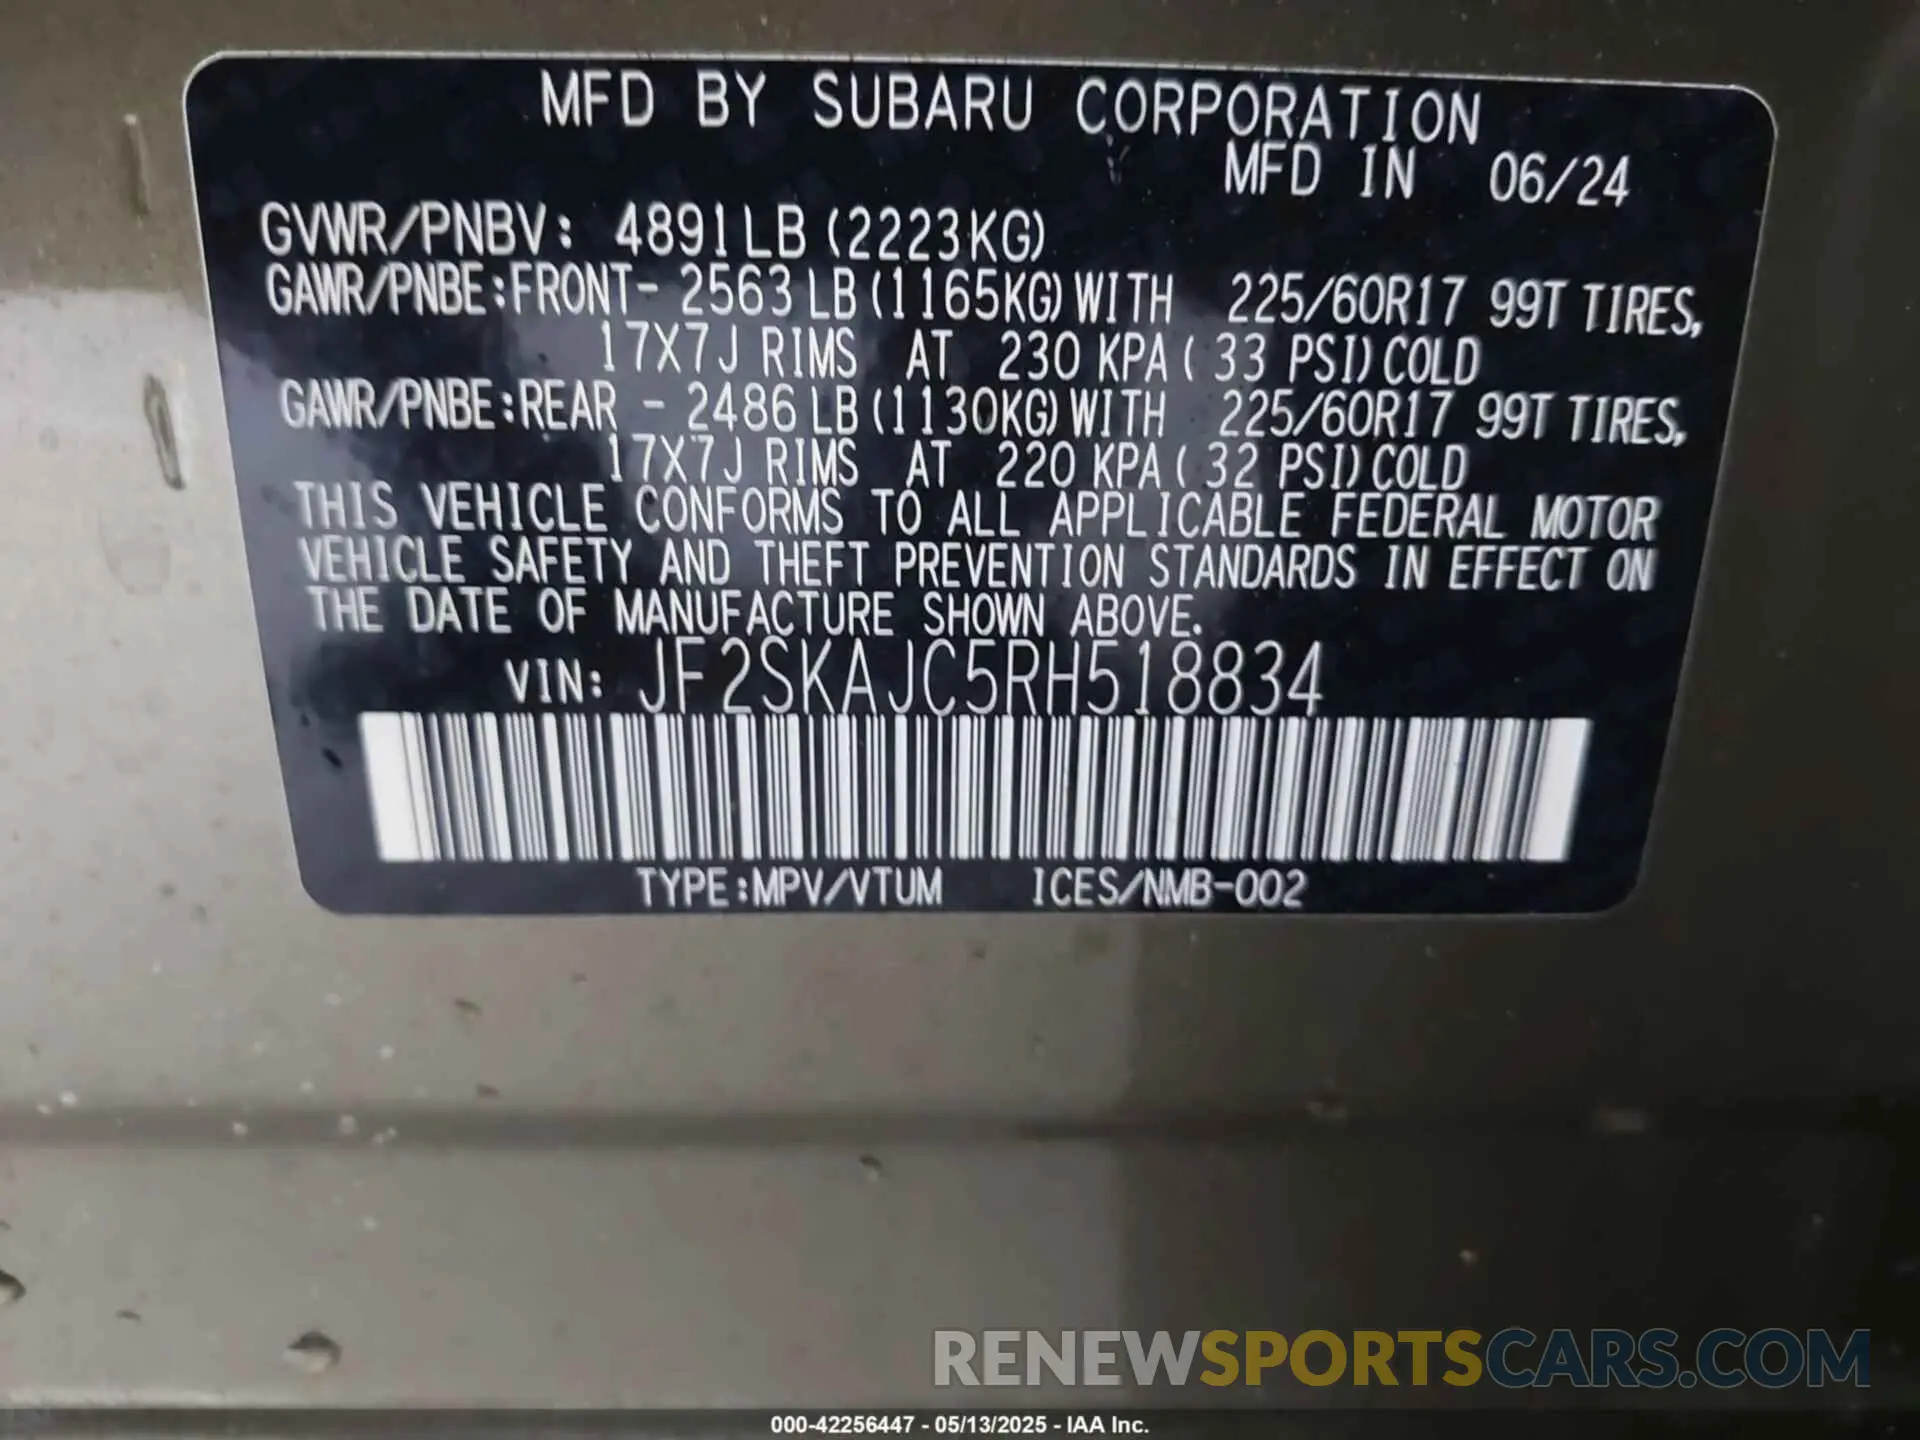 MFD BY SUBARU CORPORATION
MFD IN 06/24
GVWR/PNBV: 4891LB (2223KG)
GAWR/PNBE:FRONT- 2563 LB (1165KG) WITH 225/60R17 99T TIRES,
17X7J RIMS AT 230 KPA ( 33 PSI) COLD
GAWR/PNBE:REAR - 2486 LB (1130KG) WITH 225/60R17 99T TIRES,
17X7J RIMS AT 220 KPA ( 32 PSI) COLD
THIS VEHICLE CONFORMS TO ALL APPLICABLE FEDERAL MOTOR
VEHICLE SAFETY AND THEFT PREVENTION STANDARDS IN EFFECT ON
THE DATE OF MANUFACTURE SHOWN ABOVE.
VIN: JF2SKAJC5RH518834
TYPE:MPV/VTUM ICES/NMB-002
RENEWSPORTSCARS.COM
000-42256447 - 05/13/2025 - IAA Inc.